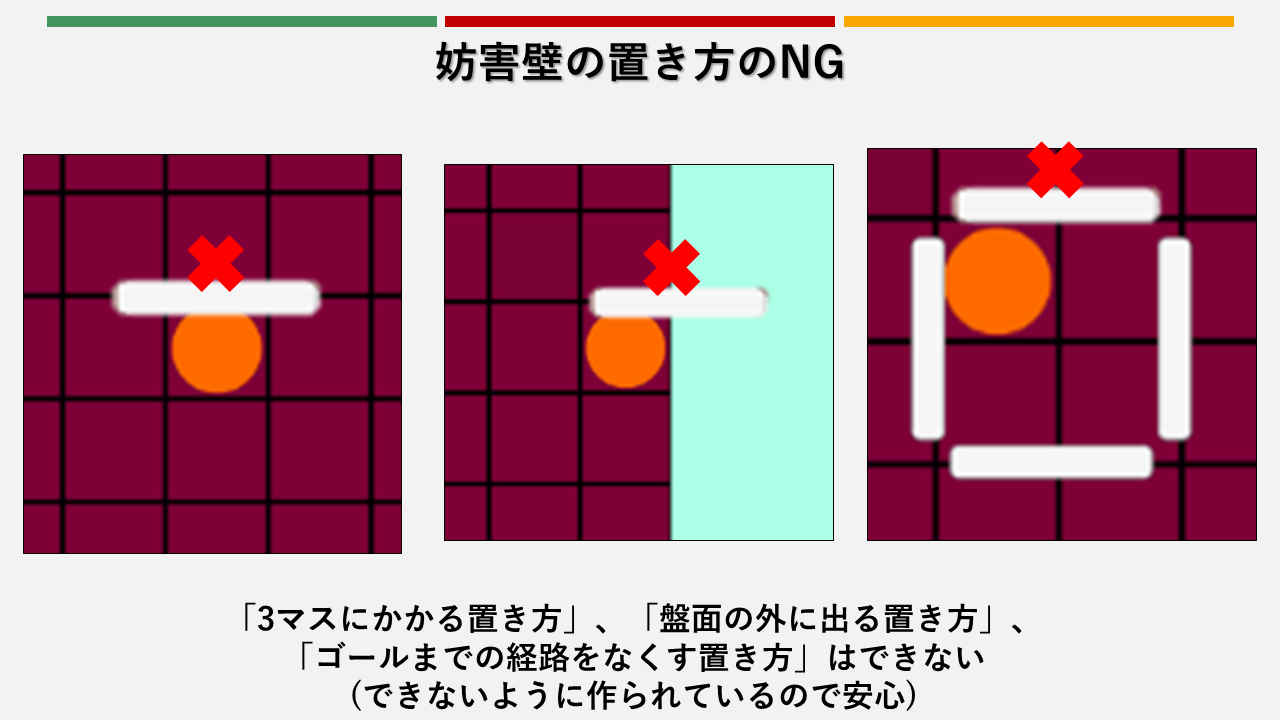 妨害壁の置き方のNG
「3マスにかかる置き方」、「盤面の外に出る置き方」、
「ゴールまでの経路をなくす置き方」はできない
(できないように作られているので安心)